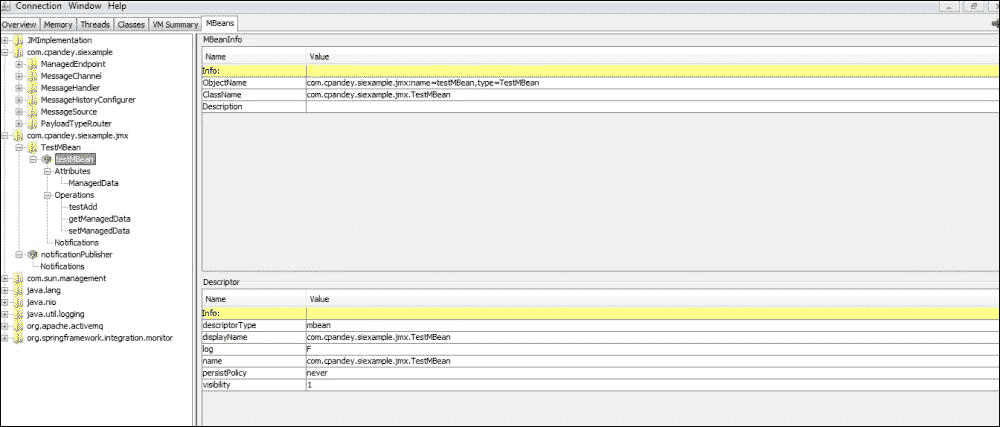 Connection Window Help
Overview Memory Threads Classes VM Summary MBeans
JMImplementation
com.cpandey.siexample
ManagedEndpoint
MessageChannel
MessageHandler
MessageHistoryConfigurer
MessageSource
PayloadTypeRouter
com.cpandey.siexample.jmx
TestMBean
testMBean
Attributes
ManagedData
Operations
testAdd
getManagedData
setManagedData
Notifications
notificationPublisher
Notifications
com.sun.management
java.lang
java.nio
java.util.logging
org.apache.activemq
org.springframework.integration.monitor
MBeanInfo
Name Value
Info:
ObjectName com.cpandey.siexample.jmx:name=testMBean,type=TestMBean
ClassName com.cpandey.siexample.jmx.TestMBean
Description
Descriptor
Name Value
Info:
descriptorType mbean
displayName com.cpandey.siexample.jmx.TestMBean
log F
name com.cpandey.siexample.jmx.TestMBean
persistPolicy never
visibility 1